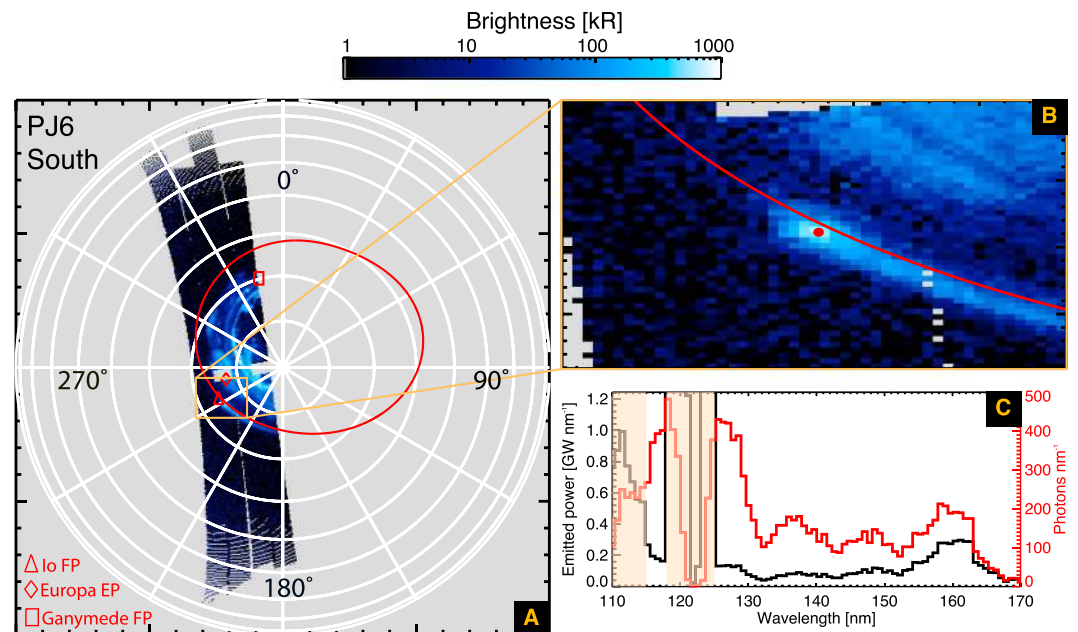 Brightness [kR]
1 10 100 1000
PJ6
South
0°
270°
90°
180°
Io FP
Europa EP
Ganymede FP
A
B
C
1.2
1.0
0.8
0.6
0.4
0.2
0.0
Emitted power [GW nm⁻¹]
500
400
300
200
100
0
Photons nm⁻¹
110 120 130 140 150 160 170
Wavelength [nm]